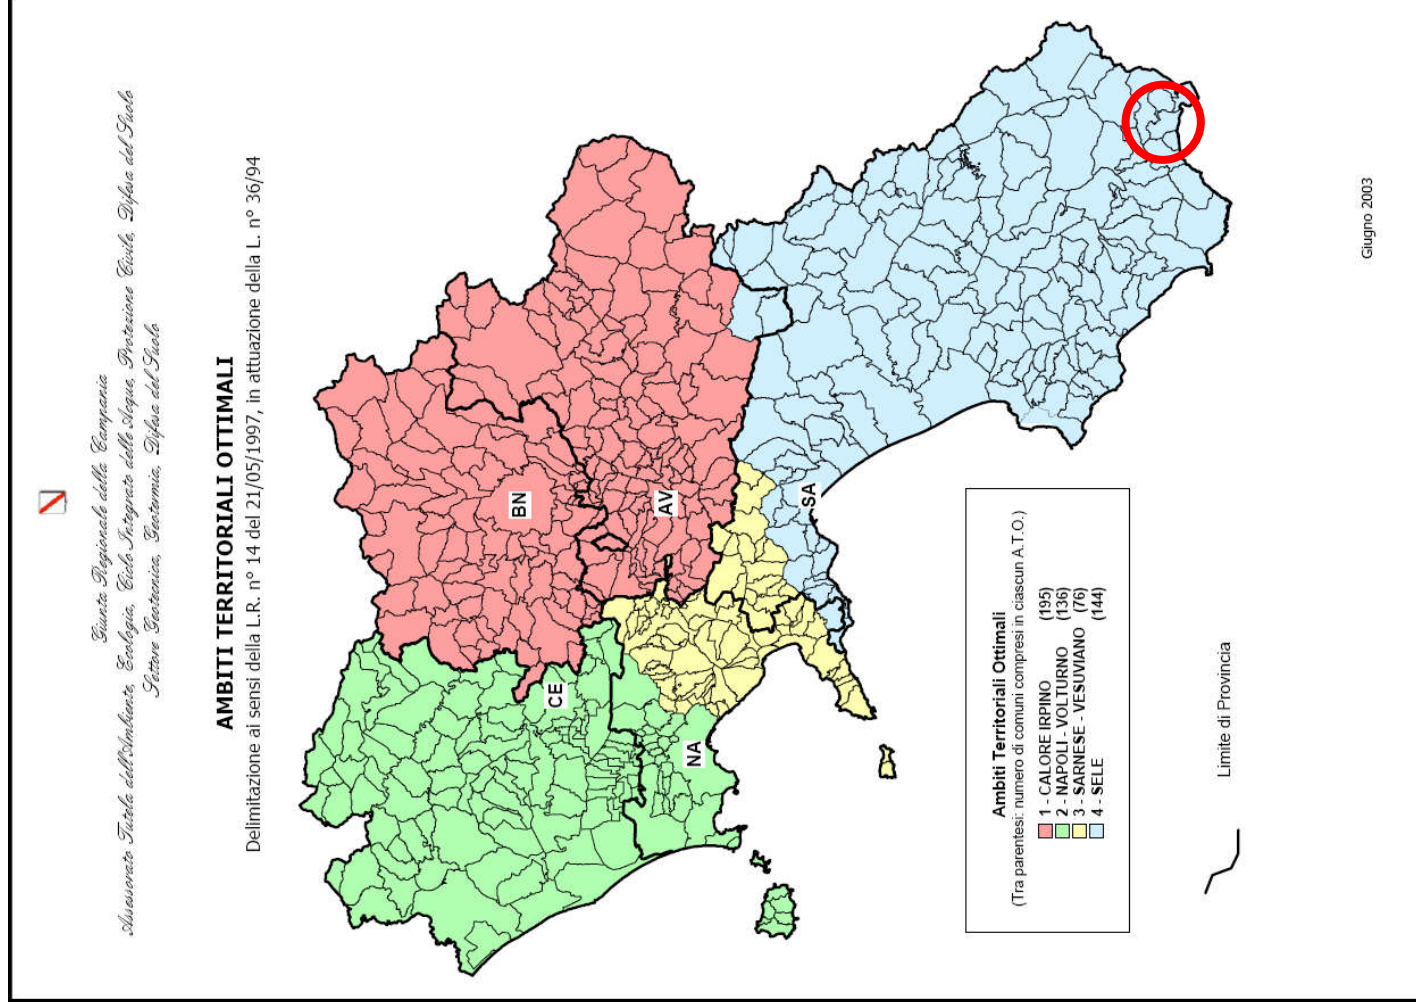 Giunta Regionale della Campania
Assessorato Tutela dell'Ambiente, Ecologia, Ciclo Integrato delle Acque, Protezione Civile, Difesa del Suolo
Settore Geotecnica, Geotermia, Difesa del Suolo
AMBITI TERRITORIALI OTTIMALI
Delimitazione ai sensi della L.R. n° 14 del 21/05/1997, in attuazione della L. n° 36/94
BN
AV
SA
CE
NA
Ambiti Territoriali Ottimali
(Tra parentesi: numero di comuni compresi in ciascun A.T.O.)
1 - CALORE IRPINO (195)
2 - NAPOLI - VOLTURNO (136)
3 - SARNESE - VESUVIANO (76)
4 - SELE (144)
Limite di Provincia
Giugno 2003